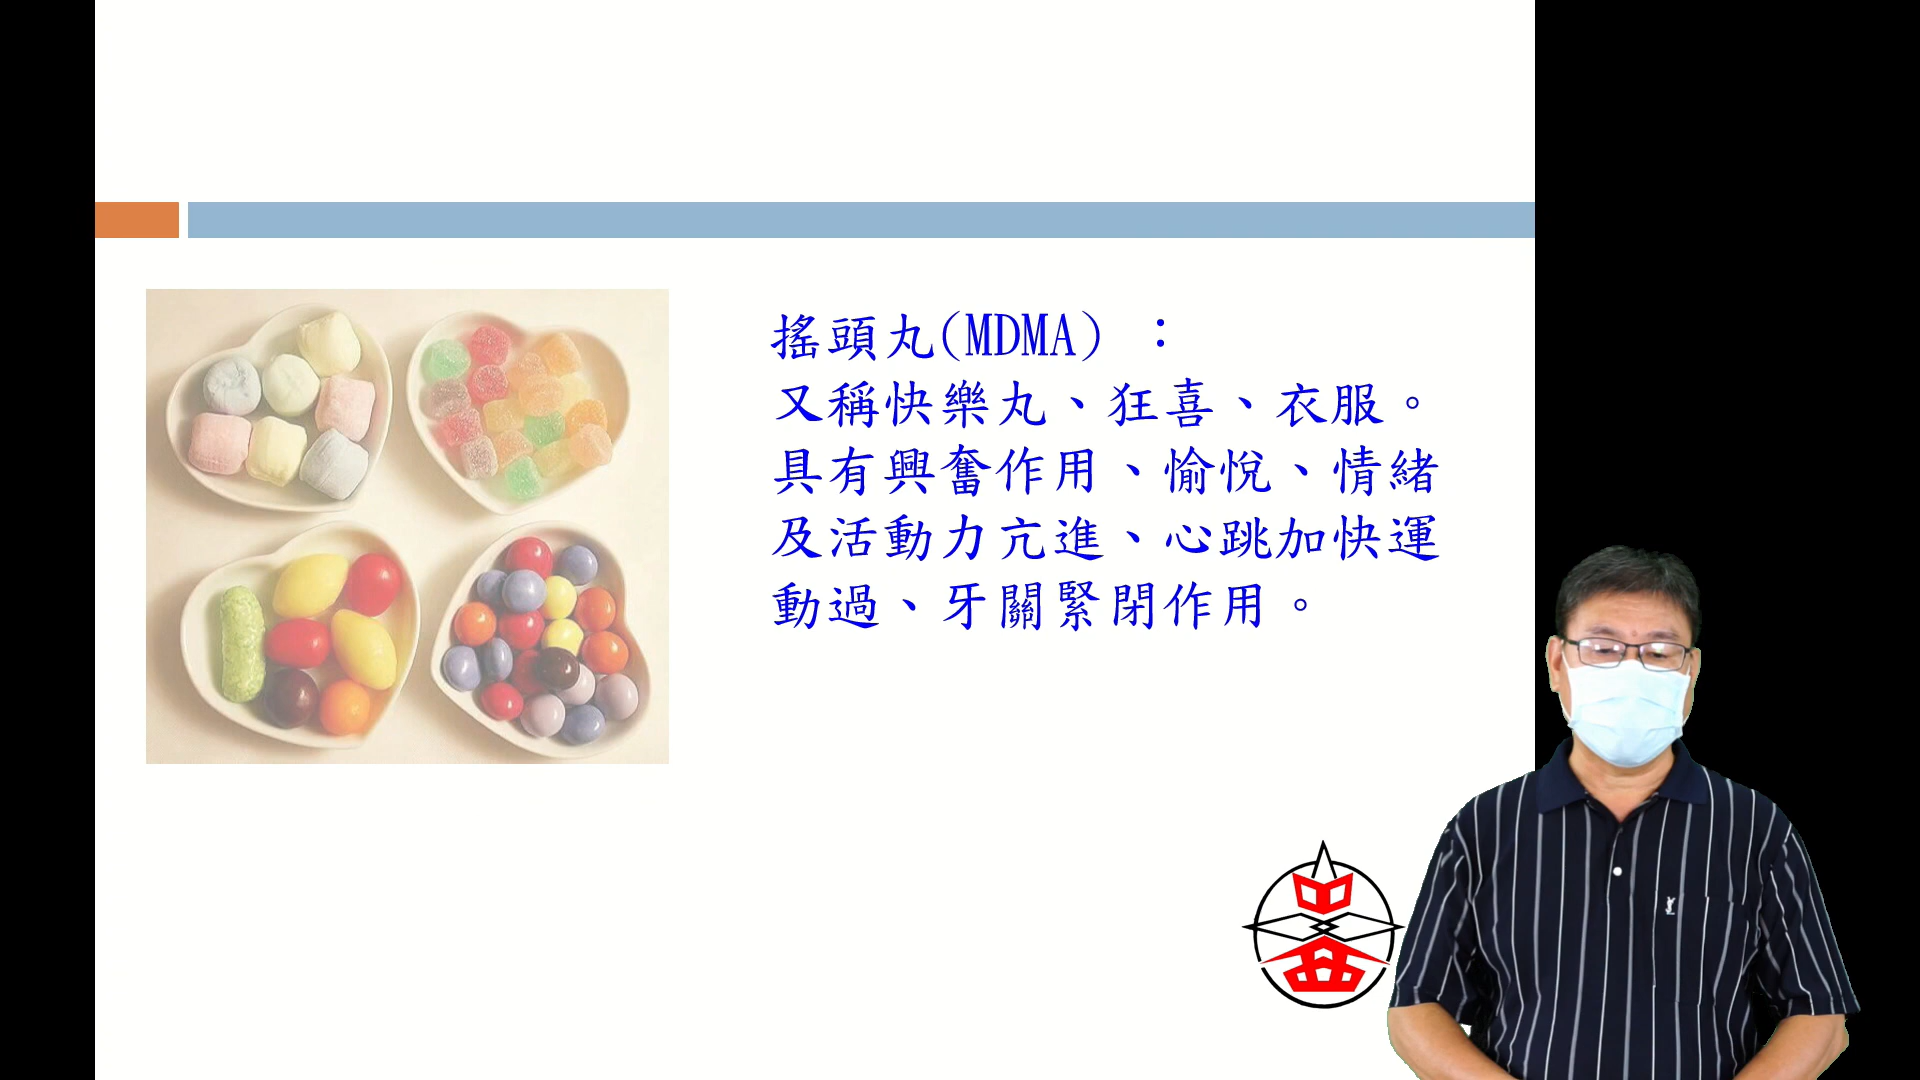 搖頭丸(MDMA) ：
又稱快樂丸、狂喜、衣服。
具有興奮作用、愉悅、情緒
及活動力亢進、心跳加快運
動過、牙關緊閉作用。